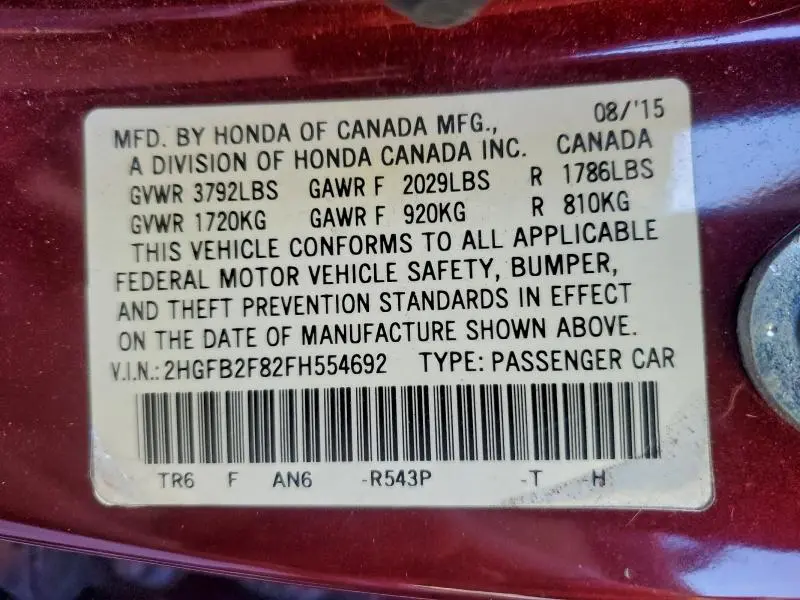 MFD. BY HONDA OF CANADA MFG., 08/'15
A DIVISION OF HONDA CANADA INC. CANADA
GVWR 3792LBS GAWR F 2029LBS R 1786LBS
GVWR 1720KG GAWR F 920KG R 810KG
THIS VEHICLE CONFORMS TO ALL APPLICABLE
FEDERAL MOTOR VEHICLE SAFETY, BUMPER,
AND THEFT PREVENTION STANDARDS IN EFFECT
ON THE DATE OF MANUFACTURE SHOWN ABOVE.
V.I.N.: 2HGFB2F82FH554692 TYPE: PASSENGER CAR
TR6 F AN6 -R543P -T -H